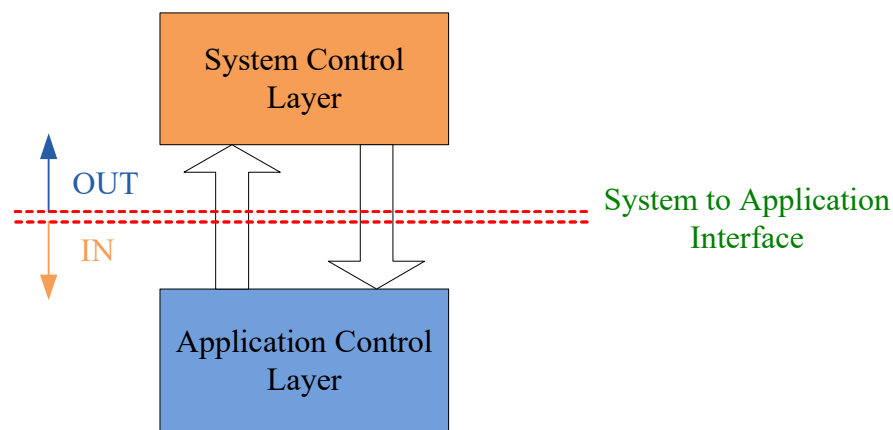 System Control
Layer
OUT
System to Application
Interface
IN
Application Control
Layer